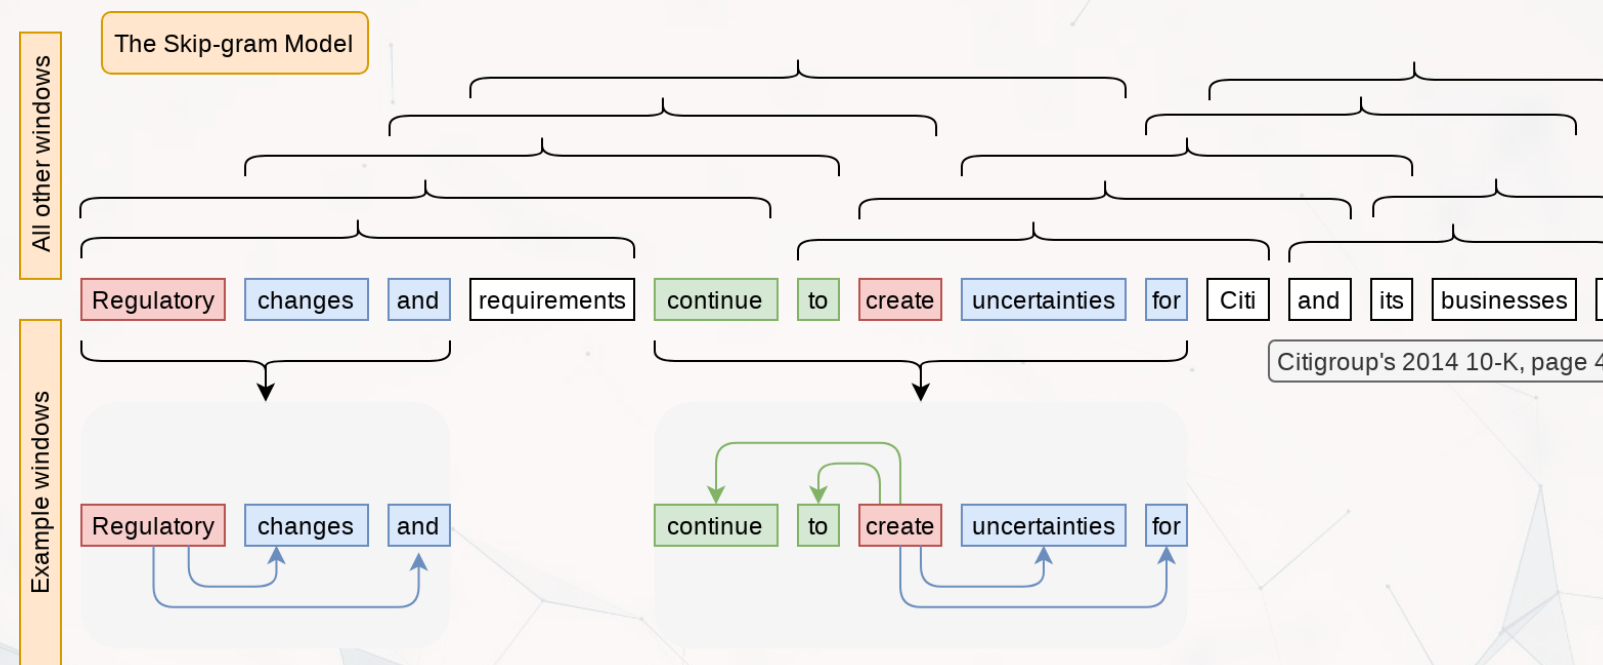 The Skip-gram Model
All other windows
Regulatory changes and requirements continue to create uncertainties for Citi and its businesses
Citigroup's 2014 10-K, page 4
Example windows
Regulatory changes and
continue to create uncertainties for